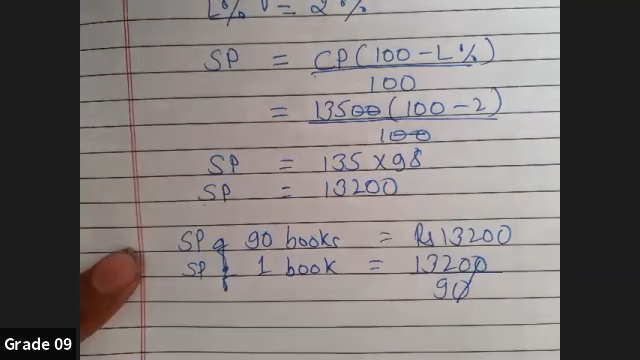 L% = 2%
SP = CP(100-L%)
100
= 13500(100-2)
100
SP = 135×98
SP = 13200
SP of 90 books = Rs 13200
SP of 1 book = 13200
90
Grade 09